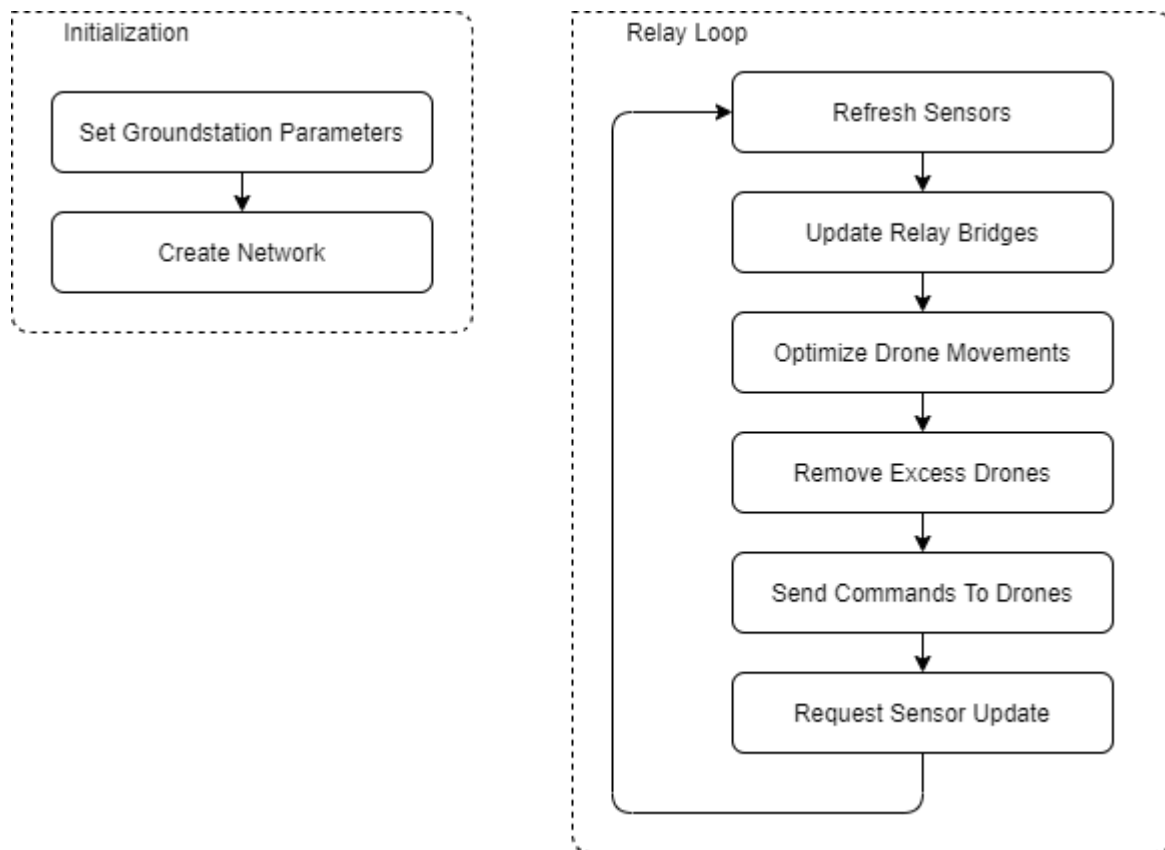 Initialization
Set Groundstation Parameters
Create Network
Relay Loop
Refresh Sensors
Update Relay Bridges
Optimize Drone Movements
Remove Excess Drones
Send Commands To Drones
Request Sensor Update